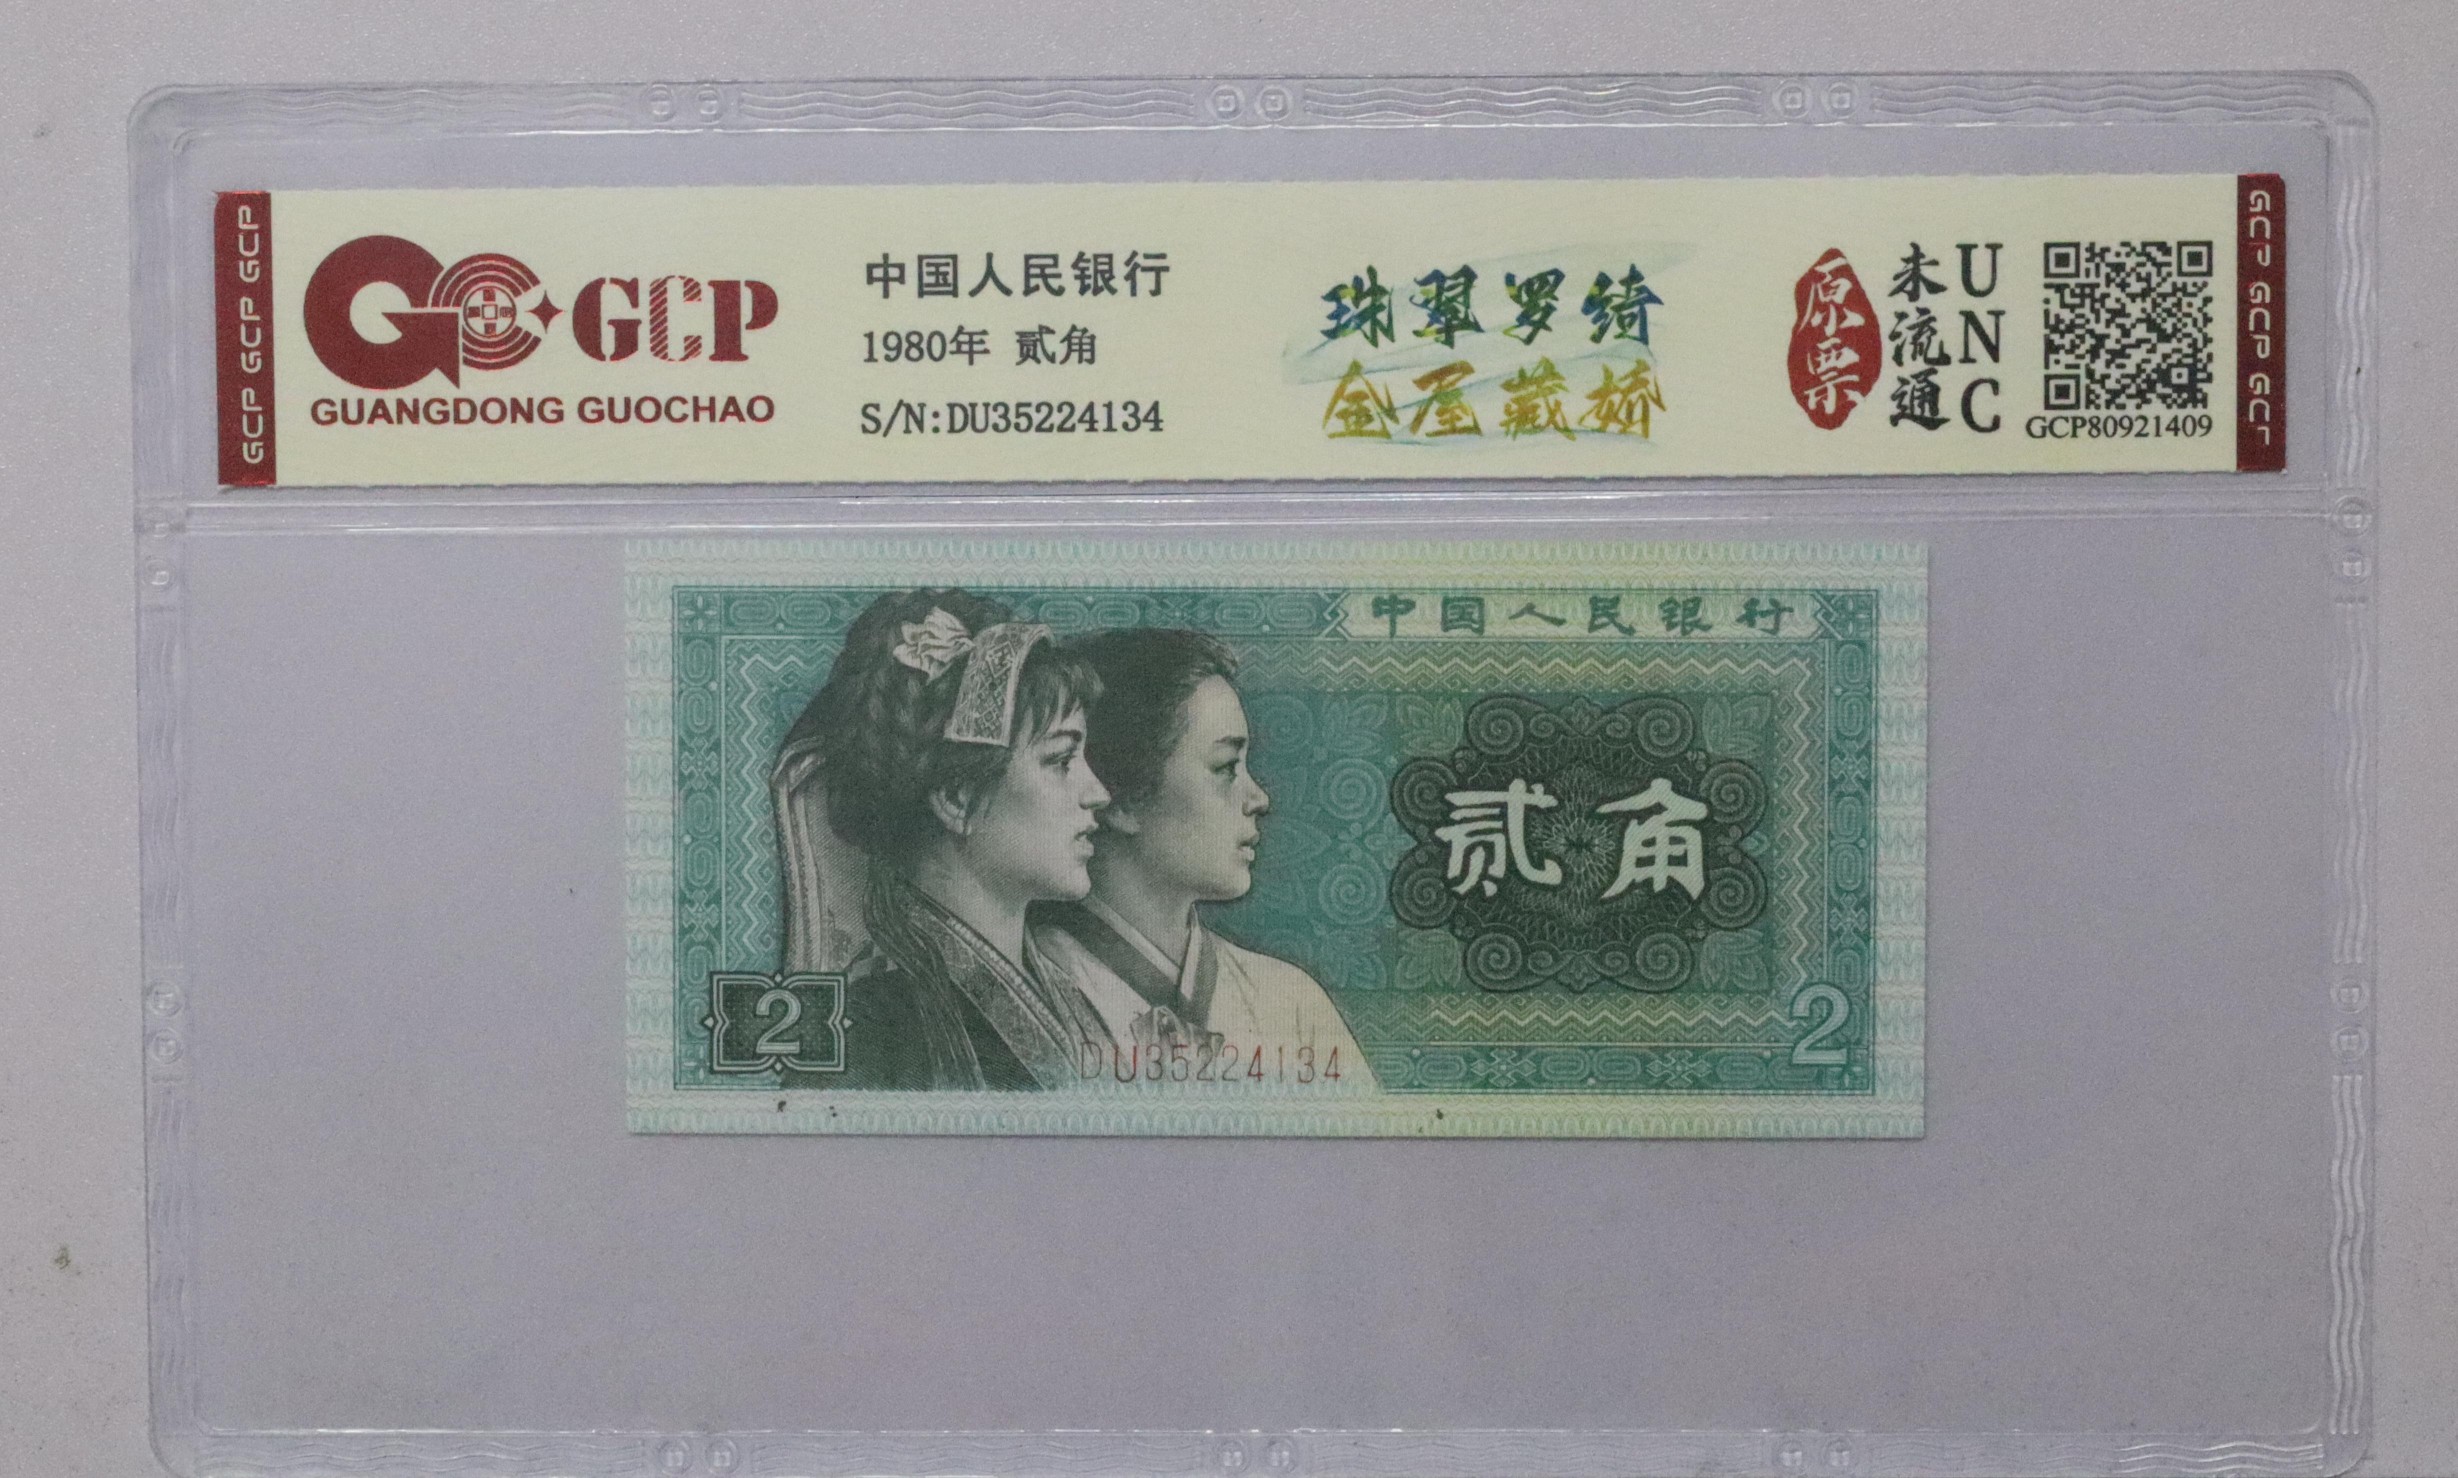 GCP GCP GCP
GCP
GUANGDONG GUOCHAO
中国人民银行
1980年 贰角
S/N:DU35224134
珠翠罗绮
金屋藏娇
原票
未流通
UNC
GCP80921409
GCP GCP GCP
中国人民银行
贰角
2
2
DU35224134